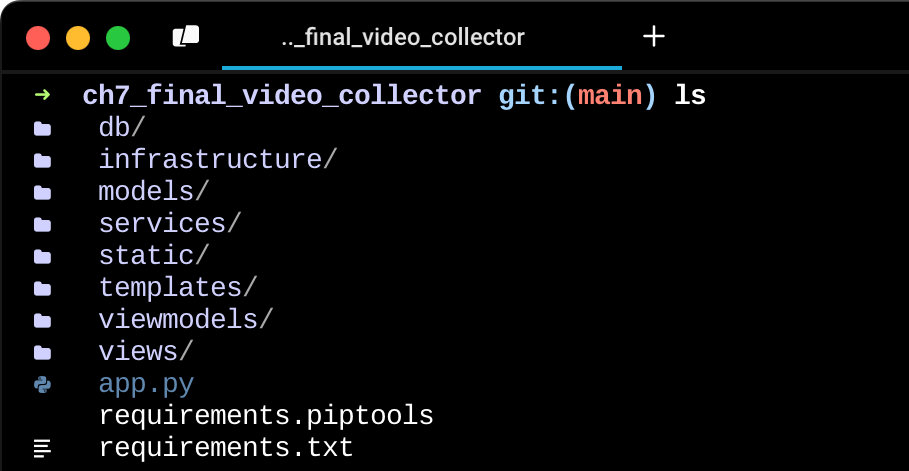 .._final_video_collector
ch7_final_video_collector git:(main) ls
db/
infrastructure/
models/
services/
static/
templates/
viewmodels/
views/
app.py
requirements.piptools
requirements.txt